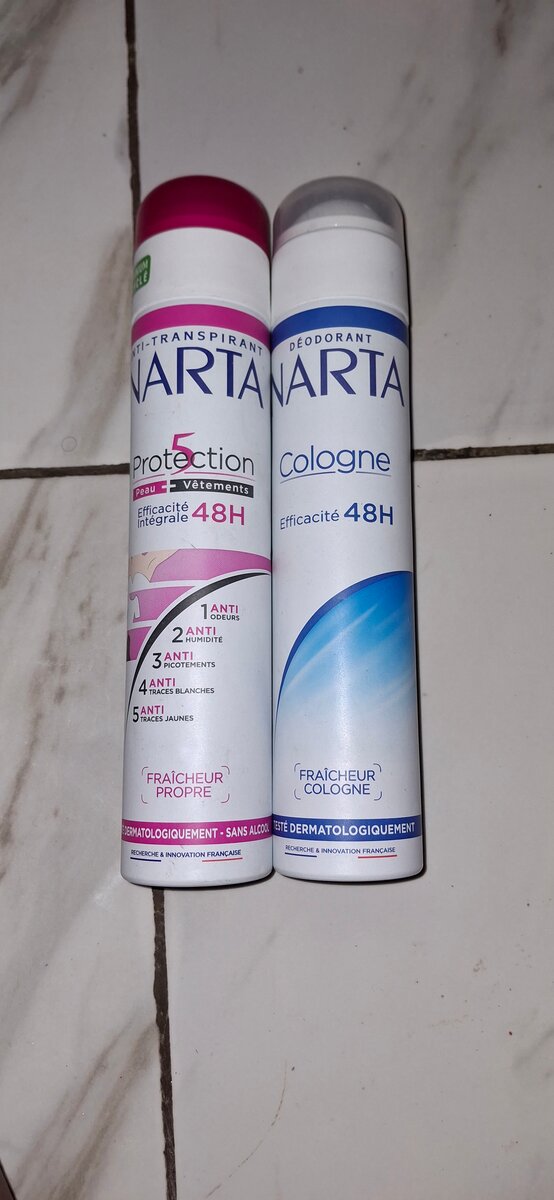 ANTI-TRANSPIRANT
NARTA
5
Protection
Peau + Vêtements
Efficacité
Intégrale 48H
1 ANTI
ODEURS
2 ANTI
HUMIDITÉ
3 ANTI
PICOTEMENTS
4 ANTI
TRACES BLANCHES
5 ANTI
TRACES JAUNES
FRAÎCHEUR
PROPRE
DERMATOLOGIQUEMENT - SANS ALCOOL
RECHERCHE & INNOVATION FRANÇAISE
DÉODORANT
NARTA
Cologne
Efficacité 48H
FRAÎCHEUR
COLOGNE
TESTÉ DERMATOLOGIQUEMENT
RECHERCHE & INNOVATION FRANÇAISE